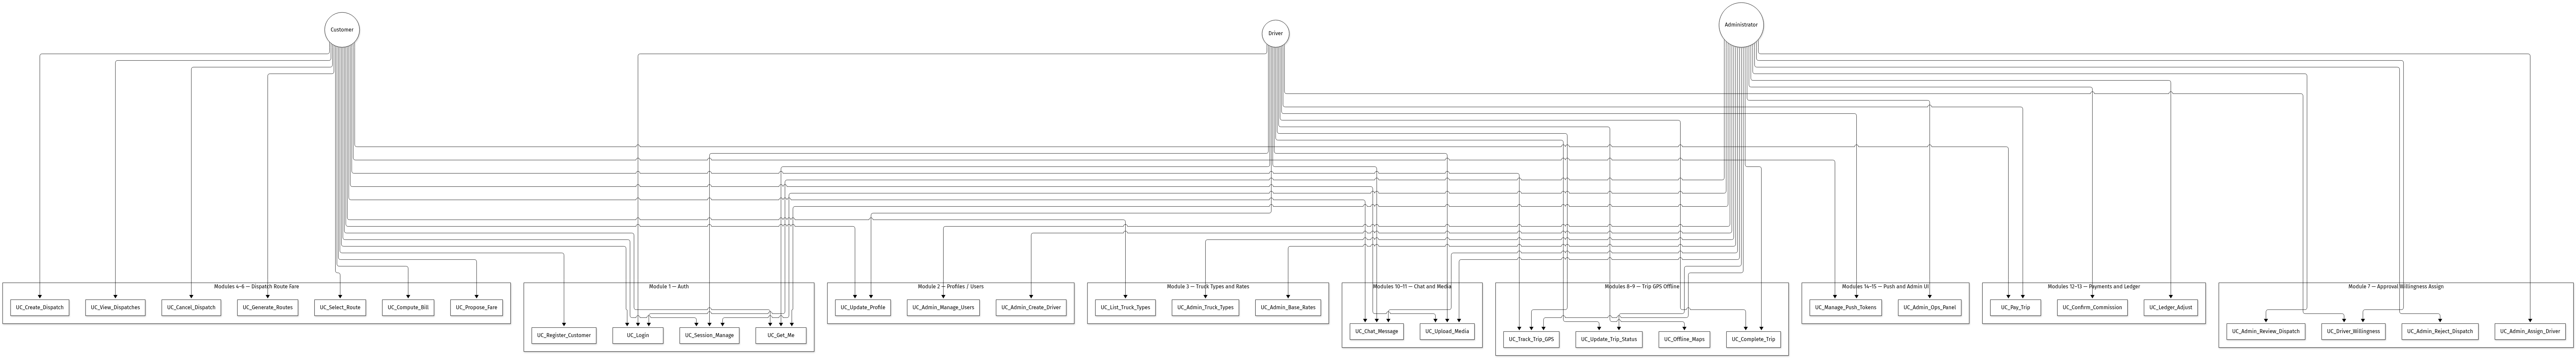 Customer
Driver
Administrator
Modules 4–6 — Dispatch Route Fare
UC_Create_Dispatch
UC_View_Dispatches
UC_Cancel_Dispatch
UC_Generate_Routes
UC_Select_Route
UC_Compute_Bill
UC_Propose_Fare
Module 1 — Auth
UC_Register_Customer
UC_Login
UC_Session_Manage
UC_Get_Me
Module 2 — Profiles / Users
UC_Update_Profile
UC_Admin_Manage_Users
UC_Admin_Create_Driver
Module 3 — Truck Types and Rates
UC_List_Truck_Types
UC_Admin_Truck_Types
UC_Admin_Base_Rates
Modules 10–11 — Chat and Media
UC_Chat_Message
UC_Upload_Media
Modules 8–9 — Trip GPS Offline
UC_Track_Trip_GPS
UC_Update_Trip_Status
UC_Offline_Maps
UC_Complete_Trip
Modules 14–15 — Push and Admin UI
UC_Manage_Push_Tokens
UC_Admin_Ops_Panel
Modules 12–13 — Payments and Ledger
UC_Pay_Trip
UC_Confirm_Commission
UC_Ledger_Adjust
Module 7 — Approval Willingness Assign
UC_Admin_Review_Dispatch
UC_Driver_Willingness
UC_Admin_Reject_Dispatch
UC_Admin_Assign_Driver